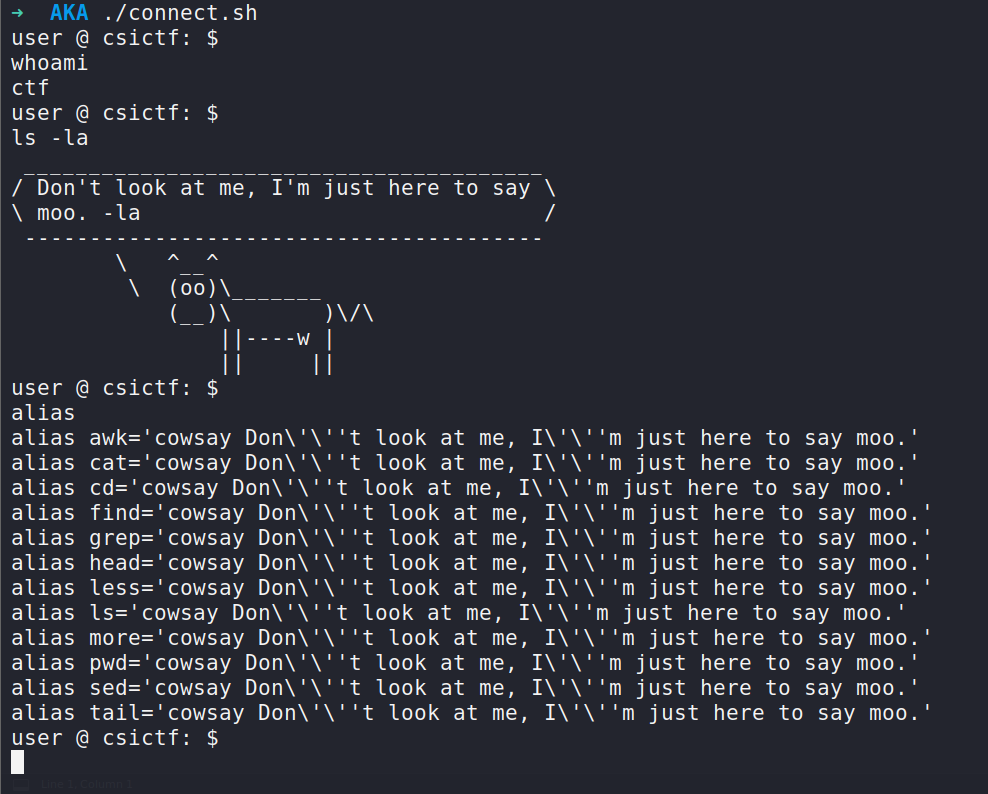 →  AKA ./connect.sh
user @ csictf: $
whoami
ctf
user @ csictf: $
ls -la
 ________________________________________
/ Don't look at me, I'm just here to say \
\ moo. -la                               /
 ----------------------------------------
        \   ^__^
         \  (oo)\_______
            (__)\       )\/\
                ||----w |
                ||     ||
user @ csictf: $
alias
alias awk='cowsay Don\'\''t look at me, I\'\''m just here to say moo.'
alias cat='cowsay Don\'\''t look at me, I\'\''m just here to say moo.'
alias cd='cowsay Don\'\''t look at me, I\'\''m just here to say moo.'
alias find='cowsay Don\'\''t look at me, I\'\''m just here to say moo.'
alias grep='cowsay Don\'\''t look at me, I\'\''m just here to say moo.'
alias head='cowsay Don\'\''t look at me, I\'\''m just here to say moo.'
alias less='cowsay Don\'\''t look at me, I\'\''m just here to say moo.'
alias ls='cowsay Don\'\''t look at me, I\'\''m just here to say moo.'
alias more='cowsay Don\'\''t look at me, I\'\''m just here to say moo.'
alias pwd='cowsay Don\'\''t look at me, I\'\''m just here to say moo.'
alias sed='cowsay Don\'\''t look at me, I\'\''m just here to say moo.'
alias tail='cowsay Don\'\''t look at me, I\'\''m just here to say moo.'
user @ csictf: $